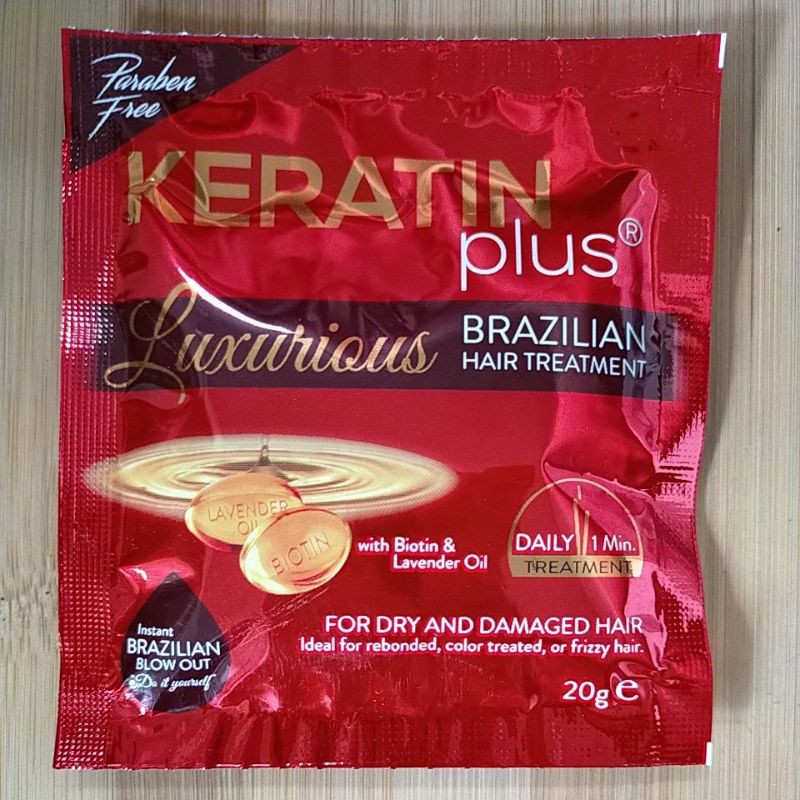 Paraben
Free
KERATIN
plus®
Luxurious
BRAZILIAN
HAIR TREATMENT
LAVENDER
OIL
BIOTIN
with Biotin &
Lavender Oil
DAILY 1 Min.
TREATMENT
FOR DRY AND DAMAGED HAIR
Ideal for rebonded, color treated, or frizzy hair.
Instant
BRAZILIAN
BLOW OUT
Do it yourself
20g ℮